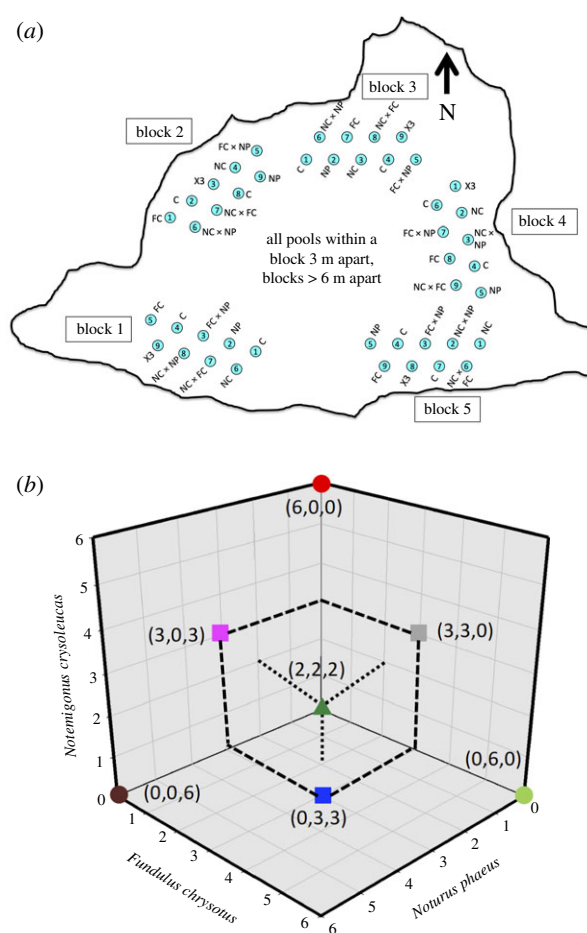 (a)
N
block 3
NC × NP
FC
NC × FC
X3
6
7
8
9
1
2
3
4
5
C
NP
NC
C
FC × NP
block 2
FC × NP
5
NC
4
9
NP
X3
3
8
C
C
2
7
NC × FC
FC
1
6
NC × NP
block 4
1
X3
C
6
2
NC
FC × NP
7
3
NC ×
NP
FC
8
4
C
NC × FC
9
5
NP
all pools within a
block 3 m apart,
blocks > 6 m apart
block 1
FC
5
C
4
FC × NP
3
NP
2
C
1
X3
9
NC × NP
8
NC × FC
7
NC
6
block 5
NP
C
FC × NP
NC × NP
NC
5
4
3
2
1
9
8
7
6
FC
X3
C
NC ×
FC
(b)
(6,0,0)
6
5
4
3
2
1
0
Notemigonus crysoleucas
(3,0,3)
(3,3,0)
(2,2,2)
(0,6,0)
(0,0,6)
(0,3,3)
1
2
3
4
5
6
Fundulus chrysotus
0
1
2
3
4
5
6
Noturus phaeus